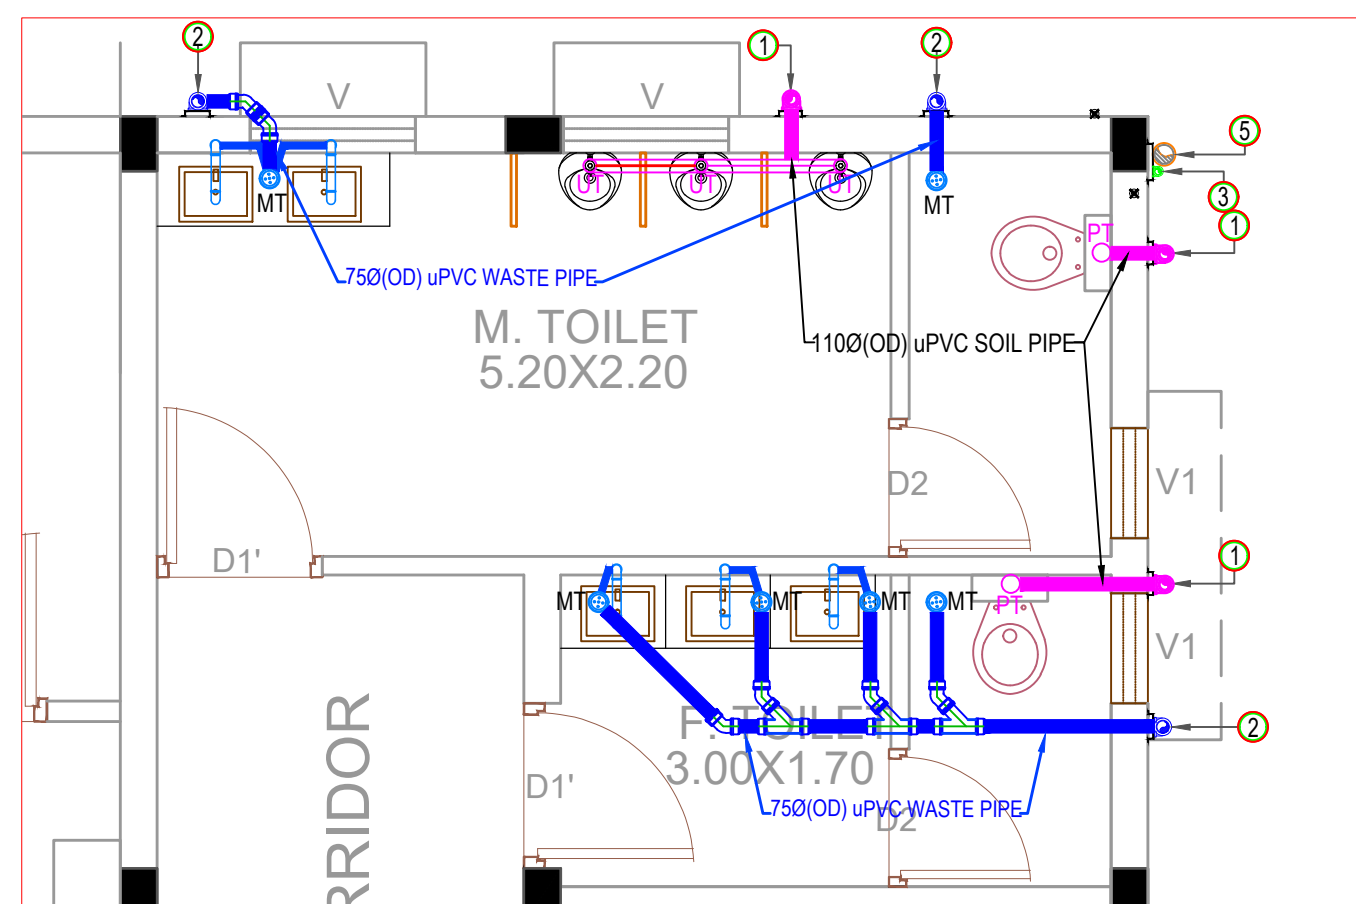 2
1
2
V
V
5
3
1
MT
UT
UT
UT
MT
PT
75Ø(OD) uPVC WASTE PIPE
M. TOILET
5.20X2.20
110Ø(OD) uPVC SOIL PIPE
D2
V1
D1'
1
MT
MT
MT
MT
PT
V1
F. TOILET
3.00X1.70
2
D1'
75Ø(OD) uPVC WASTE PIPE
D2
RRIDOR